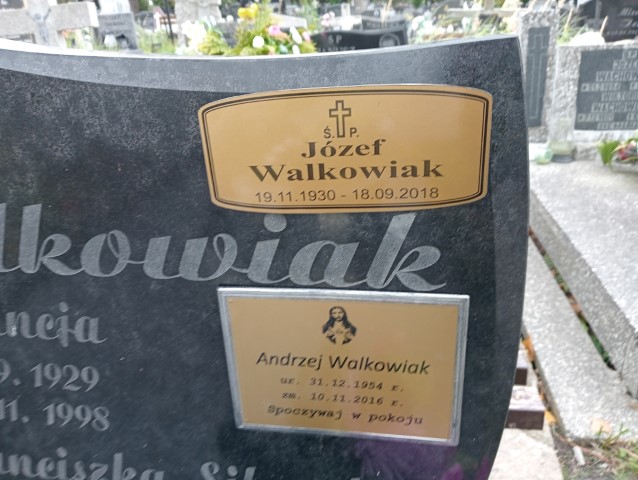 Ś. P.
Józef
Walkowiak
19.11.1930 - 18.09.2018
lkowiak
ncja
9. 1929
11. 1998
Andrzej Walkowiak
ur. 31.12.1954 r.
zm. 10.11.2016 r.
Spoczywaj w pokoju
nciszka